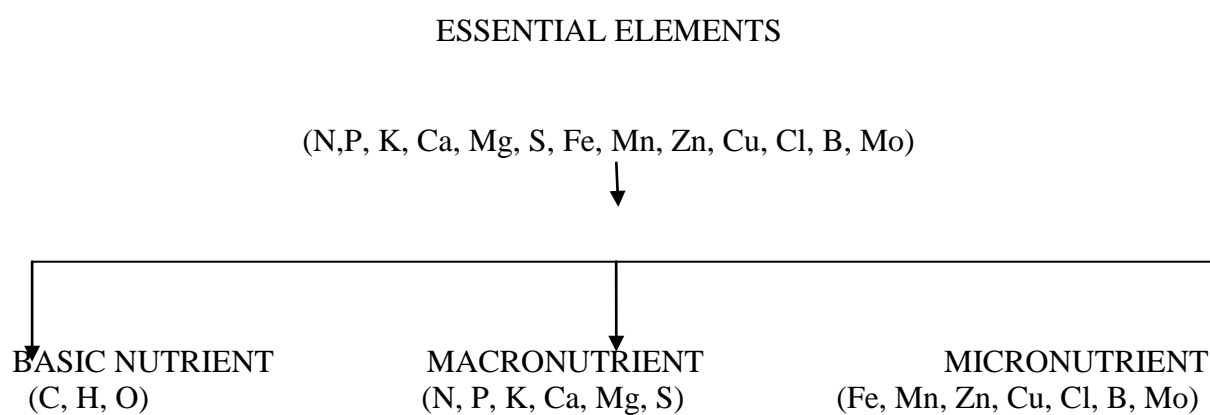 ESSENTIAL ELEMENTS
(N,P, K, Ca, Mg, S, Fe, Mn, Zn, Cu, Cl, B, Mo)
BASIC NUTRIENT MACRONUTRIENT MICRONUTRIENT
(C, H, O) (N, P, K, Ca, Mg, S) (Fe, Mn, Zn, Cu, Cl, B, Mo)